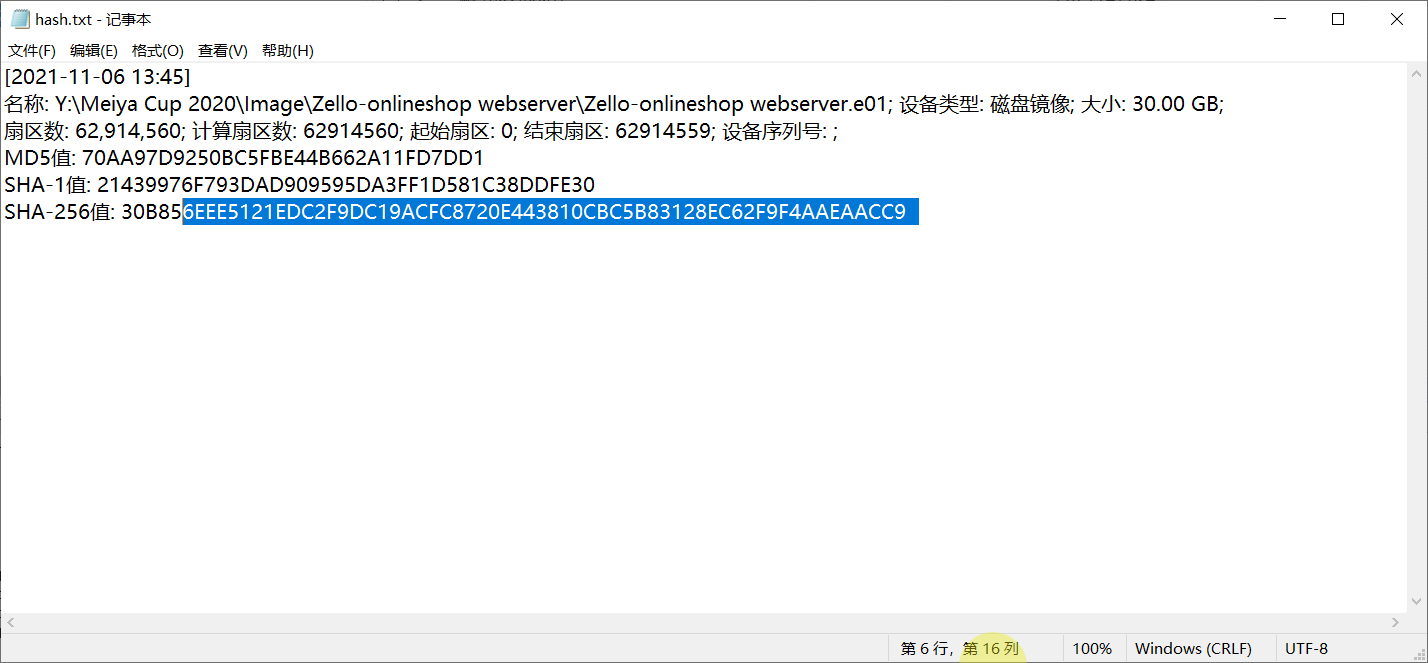 hash.txt - 记事本
文件(F) 编辑(E) 格式(O) 查看(V) 帮助(H)
[2021-11-06 13:45]
名称: Y:\Meiya Cup 2020\Image\Zello-onlineshop webserver\Zello-onlineshop webserver.e01; 设备类型: 磁盘镜像; 大小: 30.00 GB;
扇区数: 62,914,560; 计算扇区数: 62914560; 起始扇区: 0; 结束扇区: 62914559; 设备序列号: ;
MD5值: 70AA97D9250BC5FBE44B662A11FD7DD1
SHA-1值: 21439976F793DAD909595DA3FF1D581C38DDFE30
SHA-256值: 30B856EEE5121EDC2F9DC19ACFC8720E443810CBC5B83128EC62F9F4AAEAACC9
第 6 行，第 16 列 100% Windows (CRLF) UTF-8